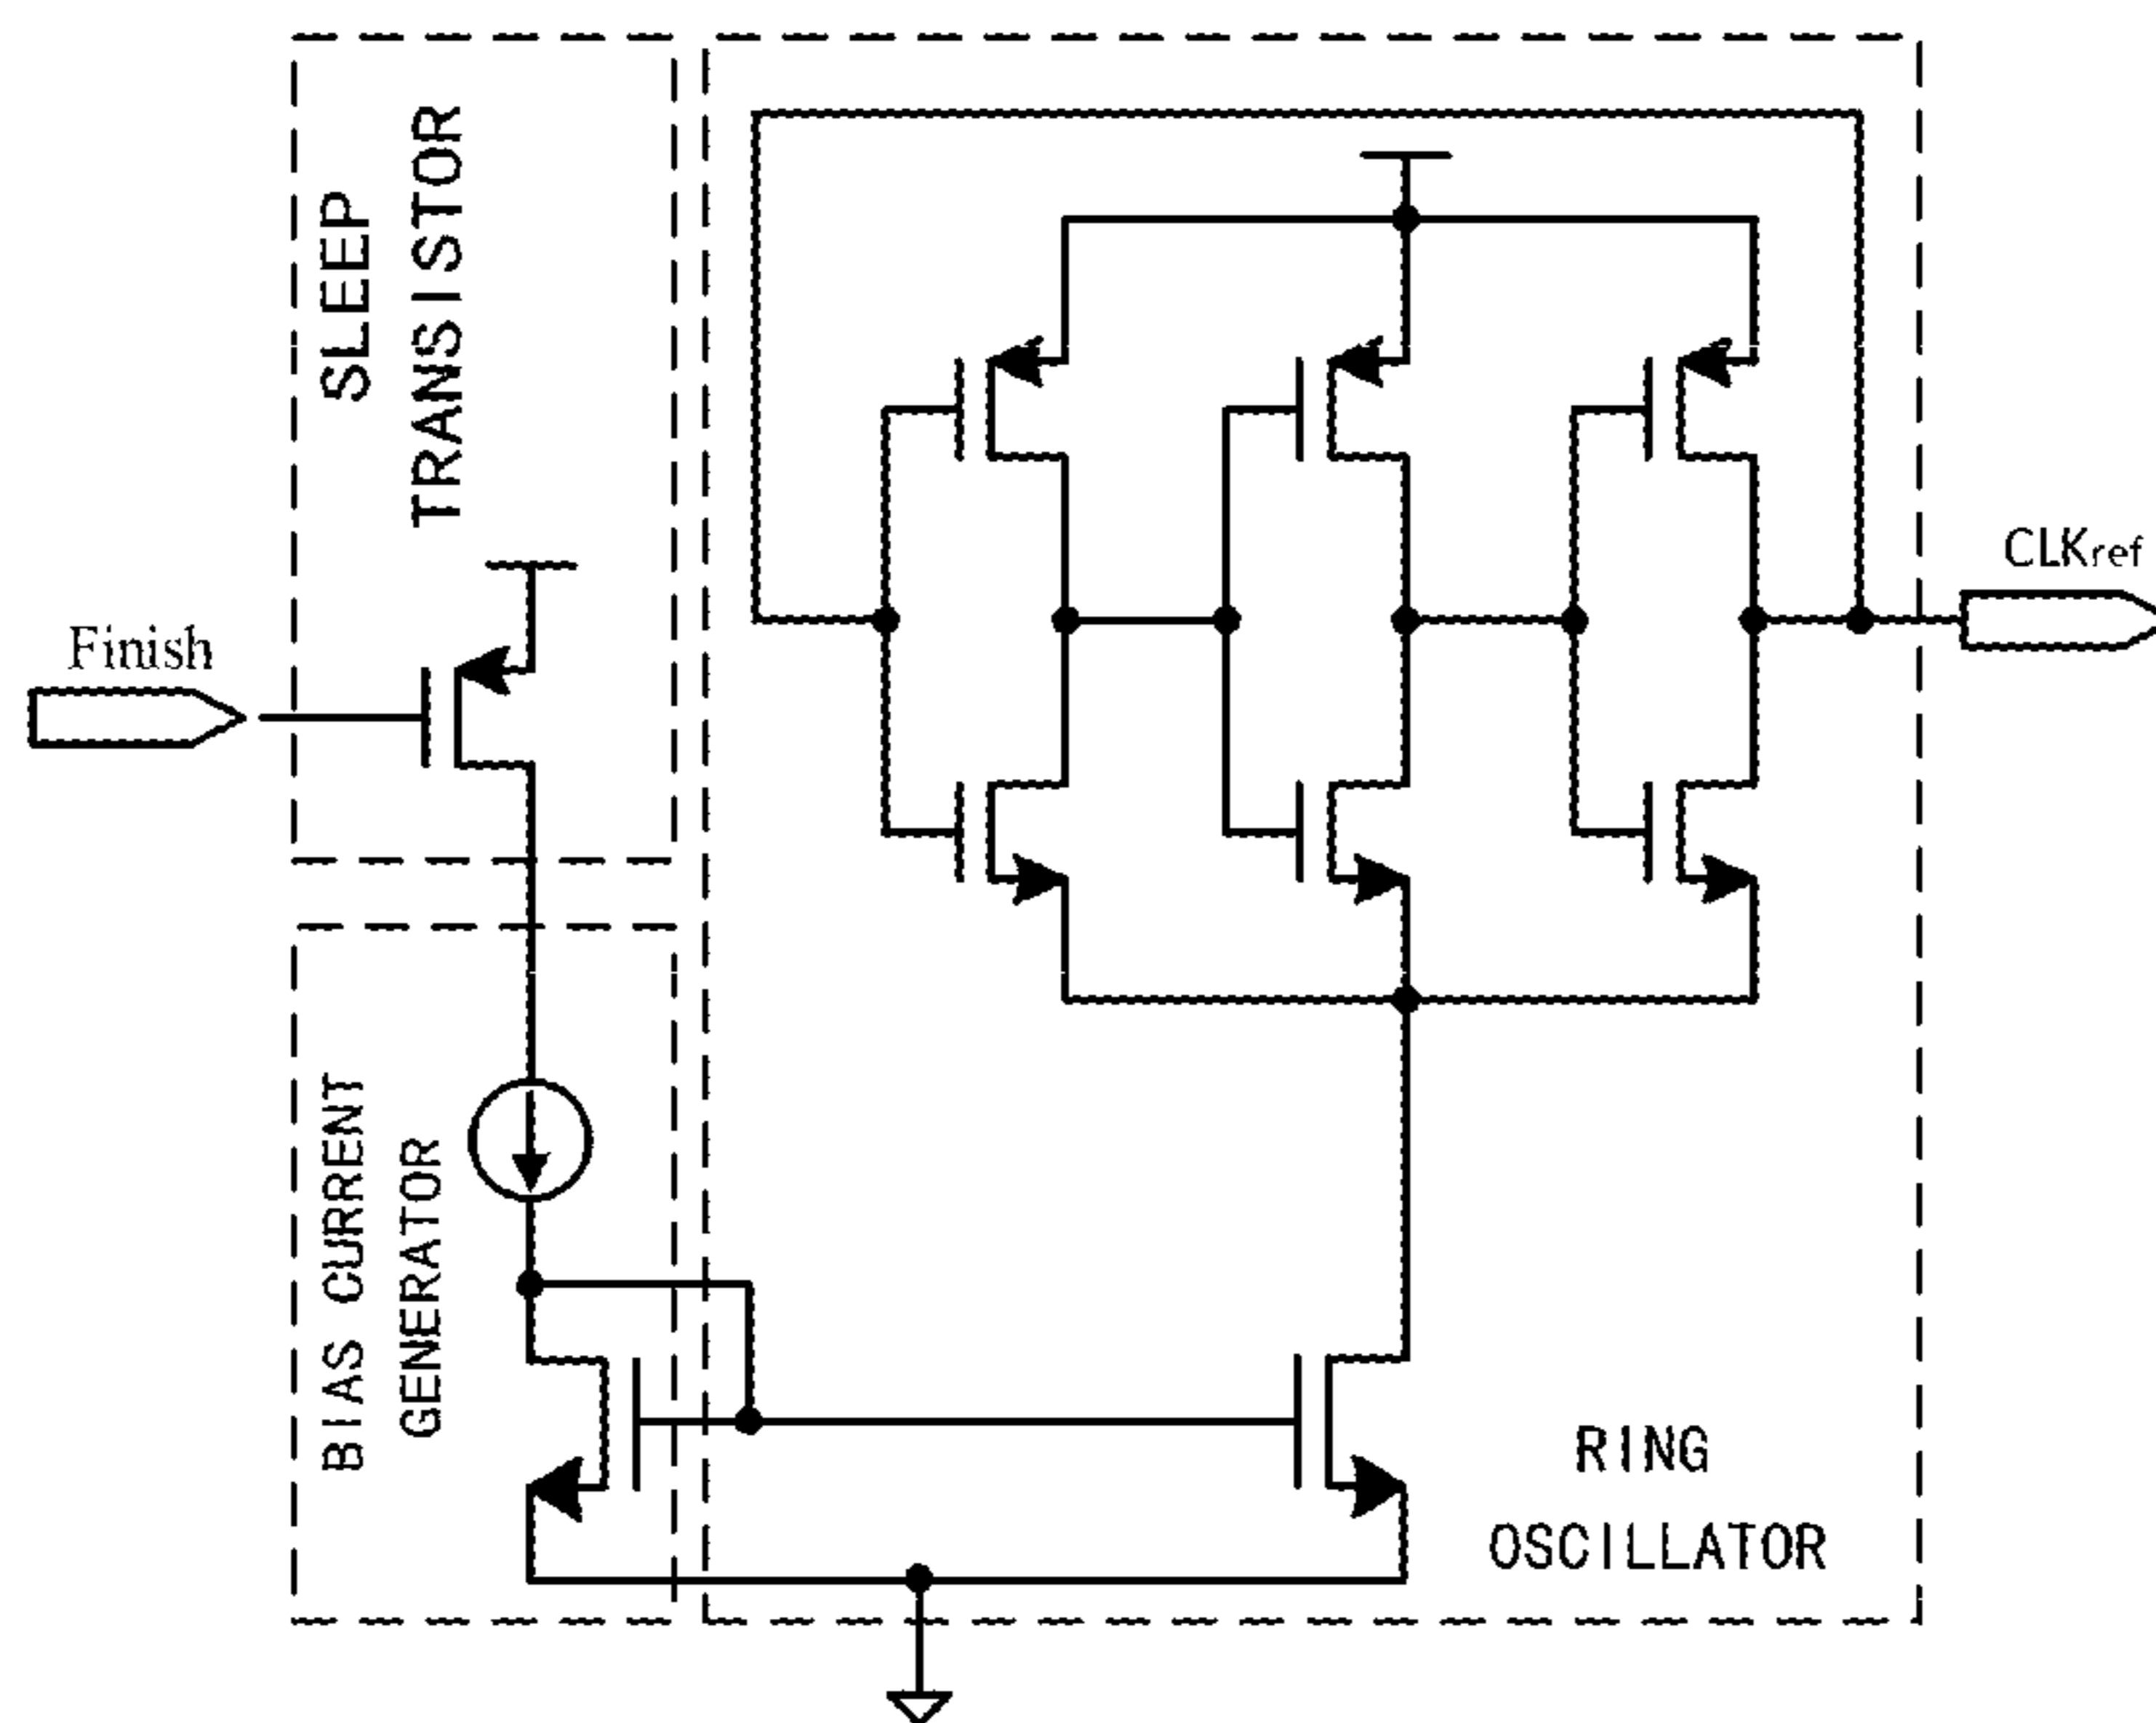 SLEEP
TRANSISTOR
Finish
CLKref
BIAS CURRENT
GENERATOR
RING
OSCILLATOR